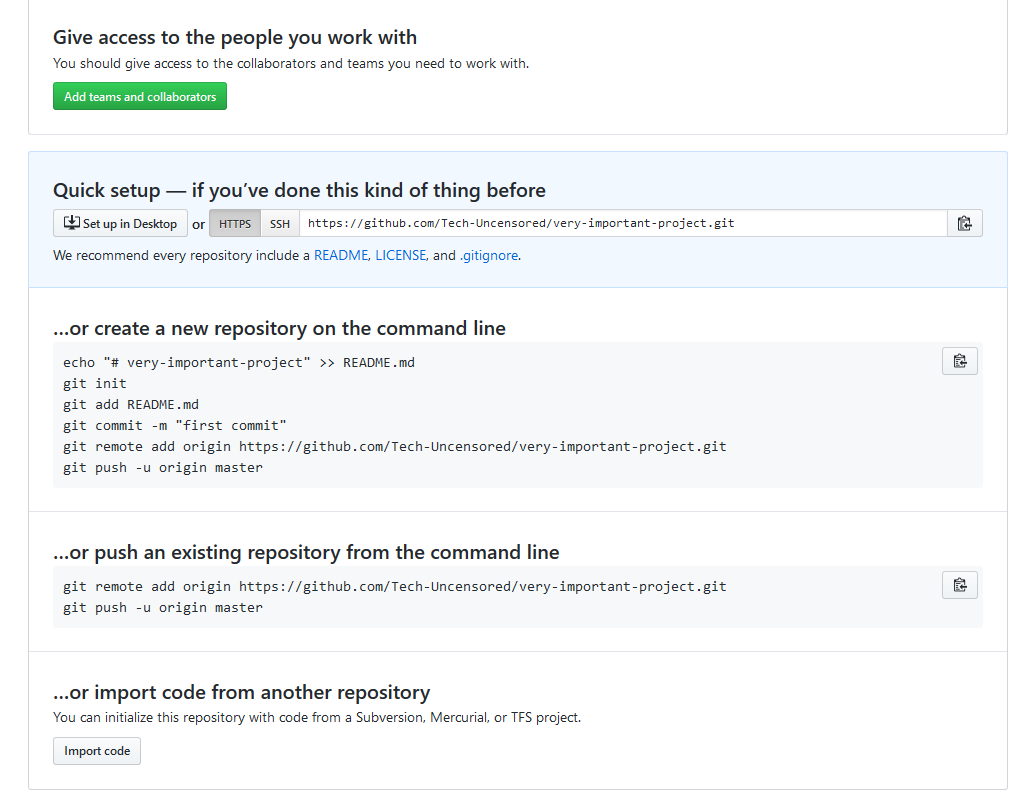 Give access to the people you work with
You should give access to the collaborators and teams you need to work with.
Add teams and collaborators
Quick setup — if you’ve done this kind of thing before
Set up in Desktop or HTTPS SSH https://github.com/Tech-Uncensored/very-important-project.git
We recommend every repository include a README, LICENSE, and .gitignore.
…or create a new repository on the command line
echo "# very-important-project" >> README.md
git init
git add README.md
git commit -m "first commit"
git remote add origin https://github.com/Tech-Uncensored/very-important-project.git
git push -u origin master
…or push an existing repository from the command line
git remote add origin https://github.com/Tech-Uncensored/very-important-project.git
git push -u origin master
…or import code from another repository
You can initialize this repository with code from a Subversion, Mercurial, or TFS project.
Import code